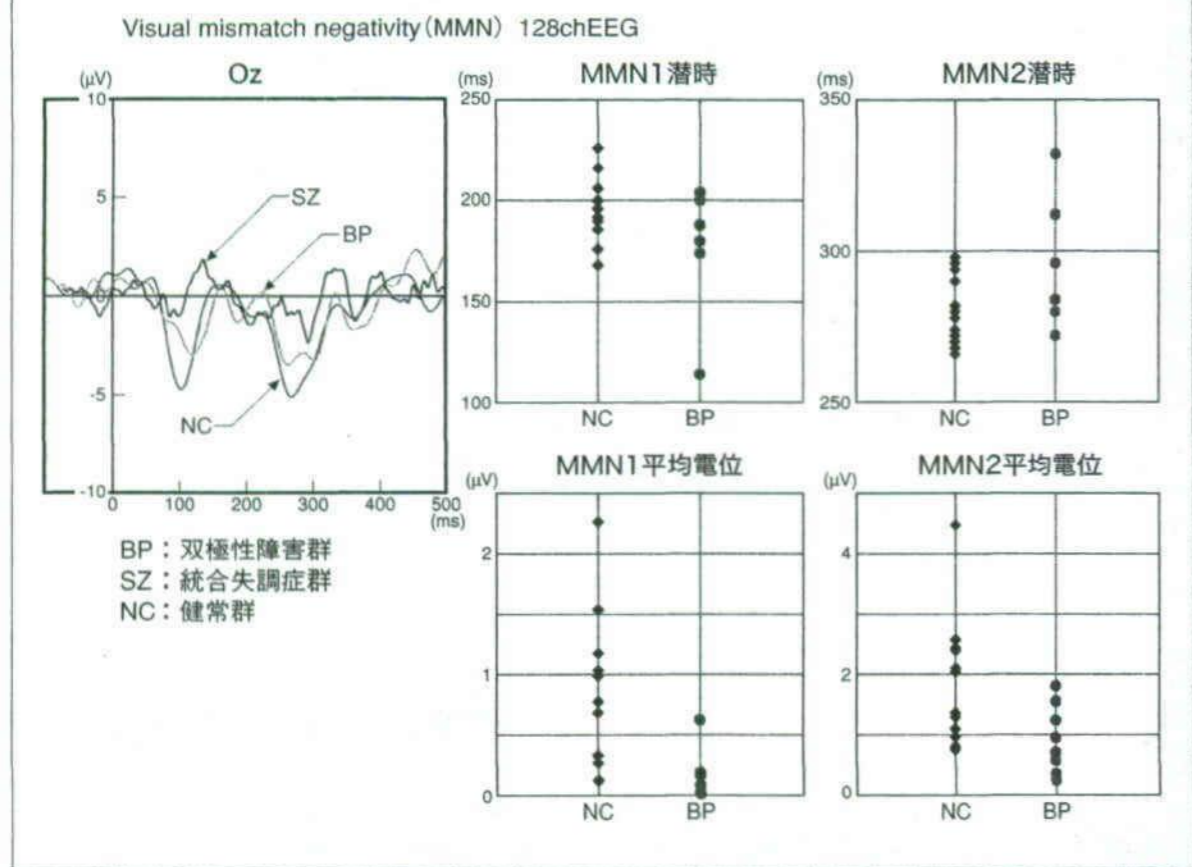 Visual mismatch negativity(MMN) 128chEEG
Oz
(μV)
10
5
0
-5
-10
SZ
BP
NC
0 100 200 300 400 500
(ms)
BP：双極性障害群
SZ：統合失調症群
NC：健常群
MMN1潜時
(ms)
250
200
150
100
NC BP
MMN2潜時
(ms)
350
300
250
NC BP
MMN1平均電位
(μV)
2
1
0
NC BP
MMN2平均電位
(μV)
4
2
0
NC BP